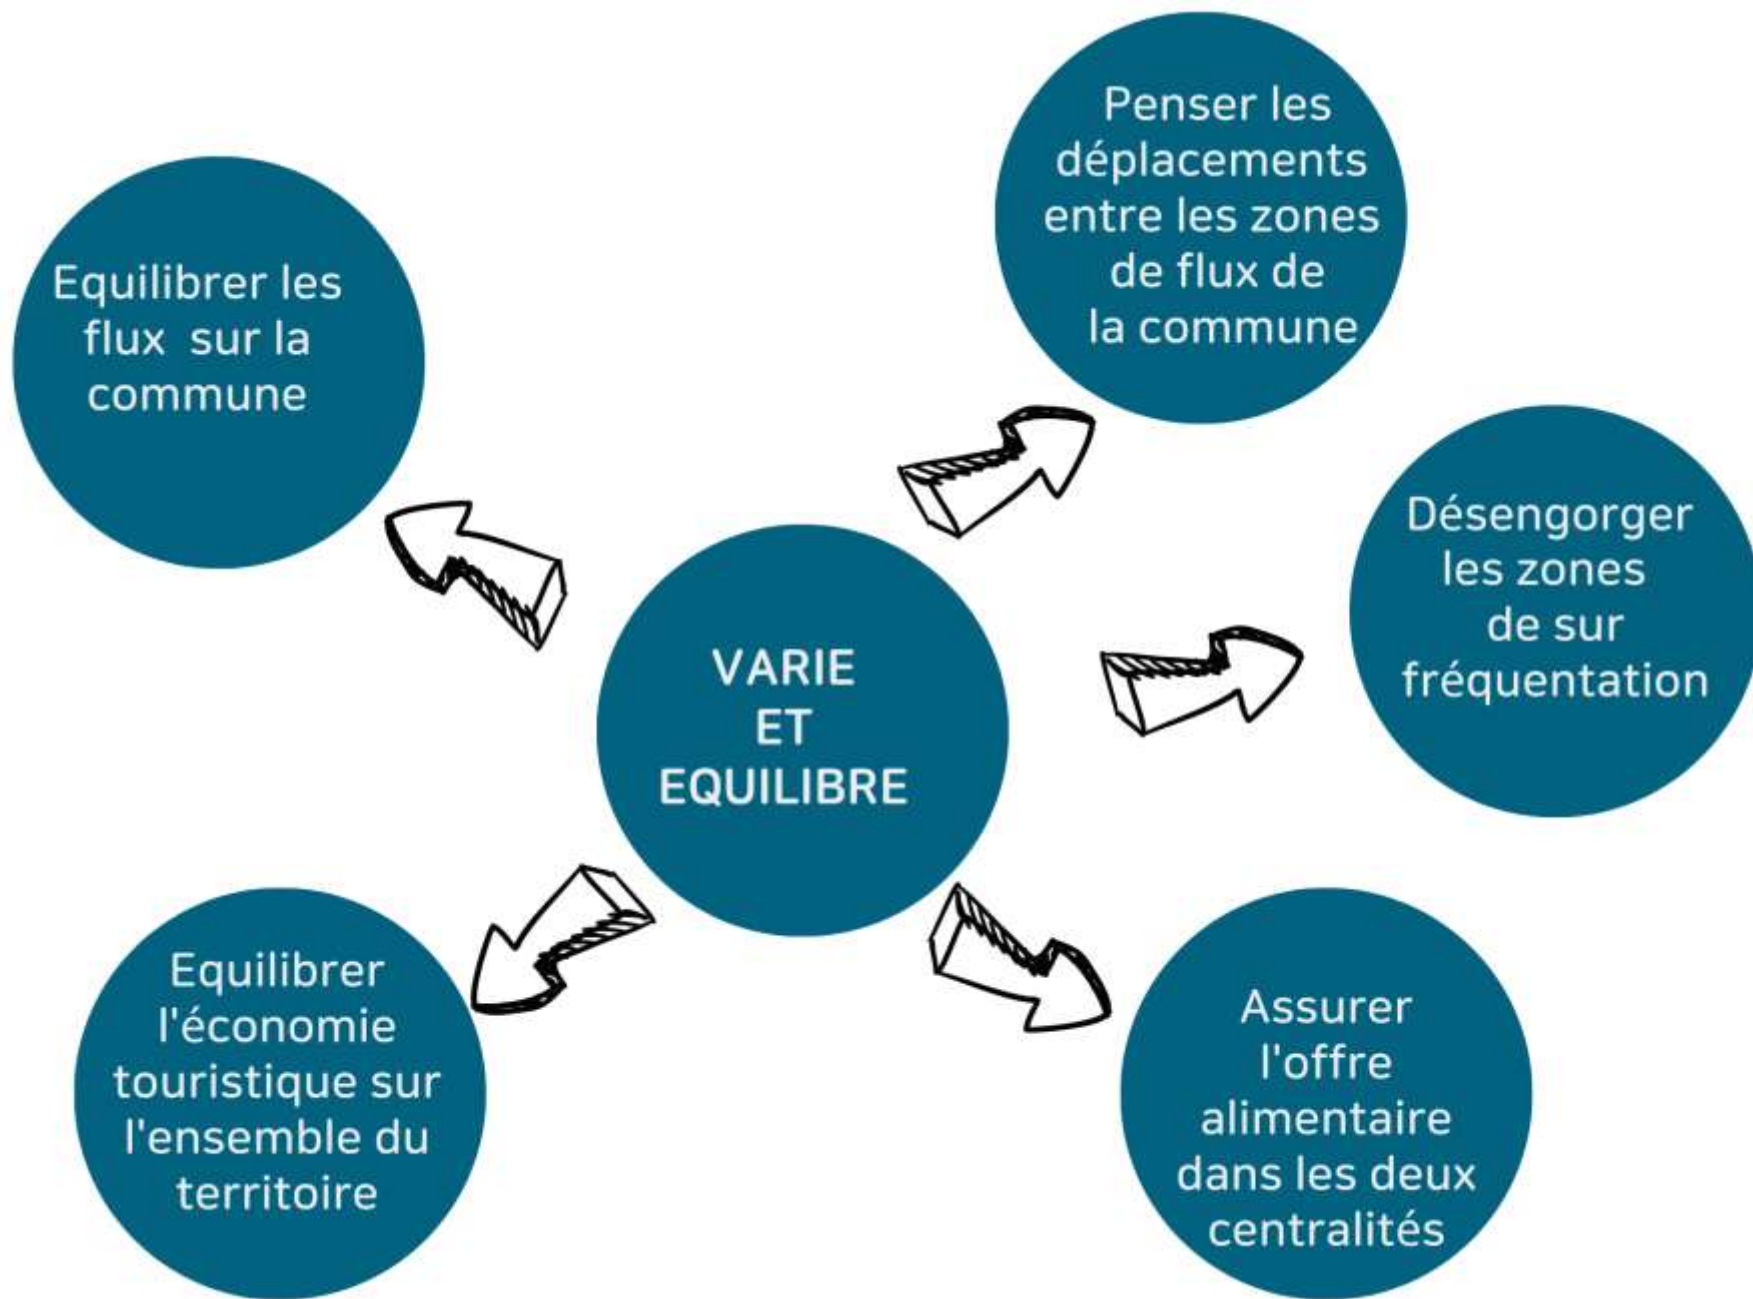 Penser les
déplacements
entre les zones
de flux de
la commune
Equilibrer les
flux sur la
commune
Désengorger
les zones
de sur
fréquentation
VARIE
ET
EQUILIBRE
Equilibrer
l'économie
touristique sur
l'ensemble du
territoire
Assurer
l'offre
alimentaire
dans les deux
centralités